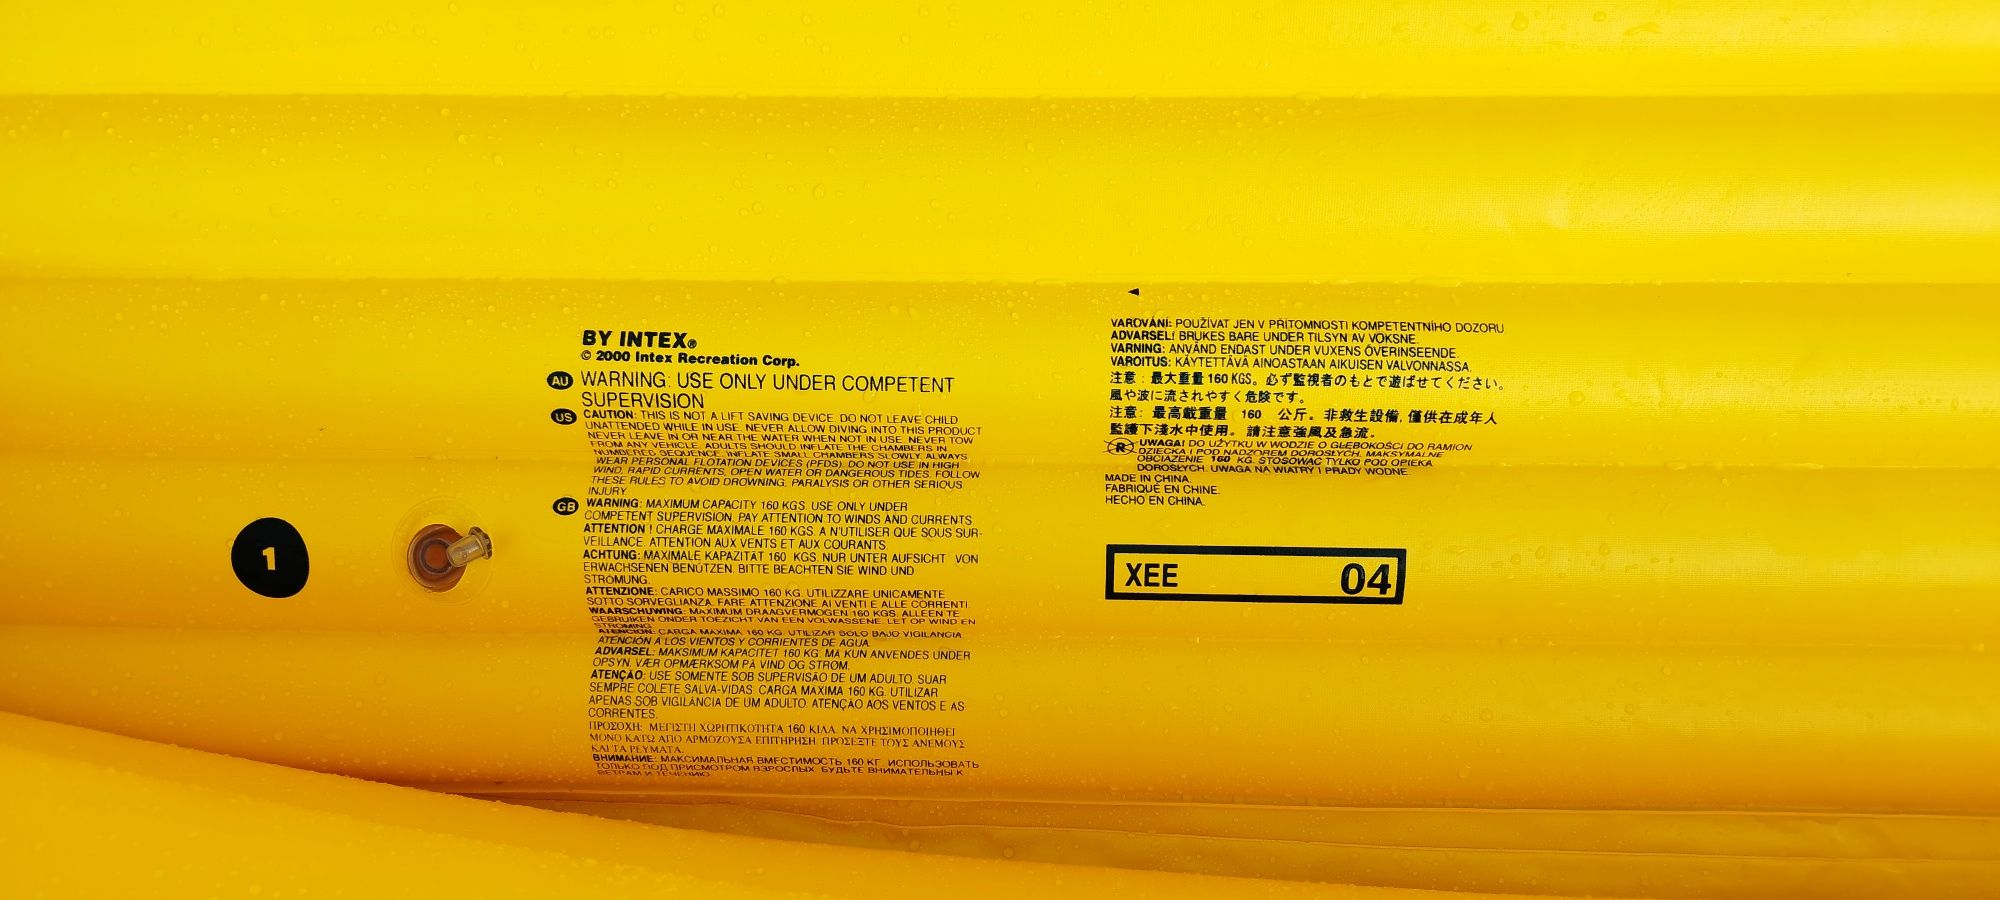 1
BY INTEX®
© 2000 Intex Recreation Corp.
AU WARNING: USE ONLY UNDER COMPETENT
SUPERVISION
US CAUTION: THIS IS NOT A LIFT SAVING DEVICE. DO NOT LEAVE CHILD
UNATTENDED WHILE IN USE. NEVER ALLOW DIVING INTO THIS PRODUCT
NEVER LEAVE IN OR NEAR THE WATER WHEN NOT IN USE. NEVER TOW
FROM ANY VEHICLE. ADULTS SHOULD INFLATE THE CHAMBERS IN
NUMBERED SEQUENCE. INFLATE SMALL CHAMBERS SLOWLY. ALWAYS
WEAR PERSONAL FLOTATION DEVICES (PFDS). DO NOT USE IN HIGH
WIND, RAPID CURRENTS, OPEN WATER OR DANGEROUS TIDES. FOLLOW
THESE RULES TO AVOID DROWNING, PARALYSIS OR OTHER SERIOUS
INJURY.
GB WARNING: MAXIMUM CAPACITY 160 KGS. USE ONLY UNDER
COMPETENT SUPERVISION. PAY ATTENTION TO WINDS AND CURRENTS.
ATTENTION ! CHARGE MAXIMALE 160 KGS. A N'UTILISER QUE SOUS SUR-
VEILLANCE. ATTENTION AUX VENTS ET AUX COURANTS.
ACHTUNG: MAXIMALE KAPAZITÄT 160 KGS. NUR UNTER AUFSICHT VON
ERWACHSENEN BENÜTZEN. BITTE BEACHTEN SIE WIND UND
STRÖMUNG.
ATTENZIONE: CARICO MASSIMO 160 KG. UTILIZZARE UNICAMENTE
SOTTO SORVEGLIANZA. FARE ATTENZIONE AI VENTI E ALLE CORRENTI.
WAARSCHUWING: MAXIMUM DRAAGVERMOGEN 160 KGS. ALLEEN TE
GEBRUIKEN ONDER TOEZICHT VAN EEN VOLWASSENE. LET OP WIND EN
STROMING.
ATENCIÓN: CARGA MÁXIMA 160 KG. UTILIZAR SOLO BAJO VIGILANCIA.
ATENCIÓN A LOS VIENTOS Y CORRIENTES DE AGUA.
ADVARSEL: MAKSIMUM KAPACITET 160 KG. MÅ KUN ANVENDES UNDER
OPSYN. VÆR OPMÆRKSOM PÅ VIND OG STRØM.
ATENÇÃO: USE SOMENTE SOB SUPERVISÃO DE UM ADULTO. SUAR
SEMPRE COLETE SALVA-VIDAS. CARGA MÁXIMA 160 KG. UTILIZAR
APENAS SOB VIGILÂNCIA DE UM ADULTO. ATENÇÃO AOS VENTOS E AS
CORRENTES.
ΠΡΟΣΟΧΗ: ΜΕΓΙΣΤΗ ΧΩΡΗΤΙΚΟΤΗΤΑ 160 ΚΙΛΑ. ΝΑ ΧΡΗΣΙΜΟΠΟΙΗΘΕΙ
ΜΟΝΟ ΚΑΤΩ ΑΠΟ ΑΡΜΟΖΟΥΣΑ ΕΠΙΤΗΡΗΣΗ. ΠΡΟΣΕΞΤΕ ΤΟΥΣ ΑΝΕΜΟΥΣ
ΚΑΙ ΤΑ ΡΕΥΜΑΤΑ.
ВНИМАНИЕ: МАКСИМАЛЬНАЯ ВМЕСТИМОСТЬ 160 КГ. ИСПОЛЬЗОВАТЬ
ТОЛЬКО ПОД ПРИСМОТРОМ ВЗРОСЛЫХ. БУДЬТЕ ВНИМАТЕЛЬНЫ К
ВЕТРАМ И ТЕЧЕНИЮ.
VAROVÁNÍ: POUŽÍVAT JEN V PŘÍTOMNOSTI KOMPETENTNÍHO DOZORU
ADVARSEL! BRUKES BARE UNDER TILSYN AV VOKSNE.
VARNING: ANVÄND ENDAST UNDER VUXENS ÖVERINSEENDE.
VAROITUS: KÄYTETTÄVÄ AINOASTAAN AIKUISEN VALVONNASSA.
注意：最大重量 160 KGS。必ず監視者のもとで遊ばせてください。
風や波に流されやすく危険です。
注意: 最高載重量 160 公斤。非救生設備, 僅供在成年人
監護下淺水中使用。請注意強風及急流。
R UWAGA! DO UŻYTKU W WODZIE O GŁĘBOKOŚCI DO RAMION
DZIECKA I POD NADZOREM DOROSŁYCH. MAKSYMALNE
OBCIĄŻENIE 160 KG. STOSOWAĆ TYLKO POD OPIEKĄ
DOROSŁYCH. UWAGA NA WIATRY I PRĄDY WODNE.
MADE IN CHINA.
FABRIQUÉ EN CHINE.
HECHO EN CHINA.
XEE 04